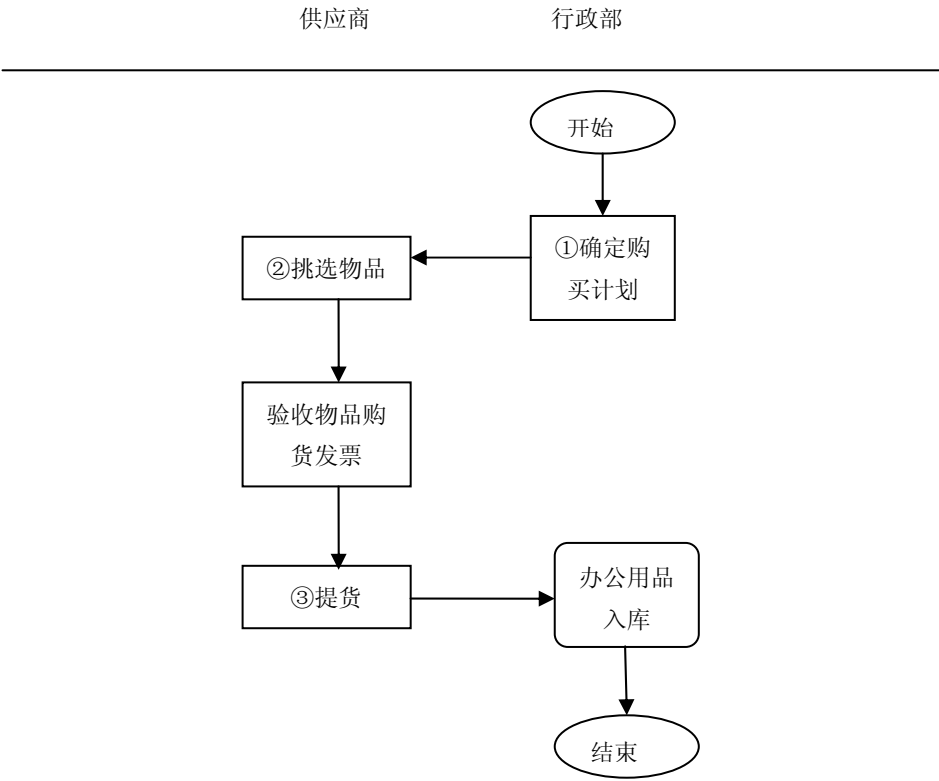 供应商 行政部
开始
①确定购
买计划
②挑选物品
验收物品购
货发票
③提货
办公用品
入库
结束